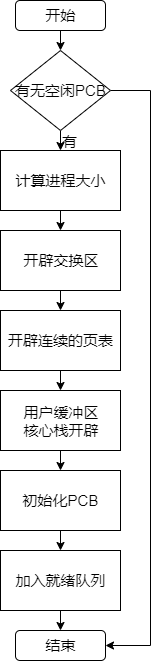 开始
有无空闲PCB
有
计算进程大小
开辟交换区
开辟连续的页表
用户缓冲区
核心栈开辟
初始化PCB
加入就绪队列
结束